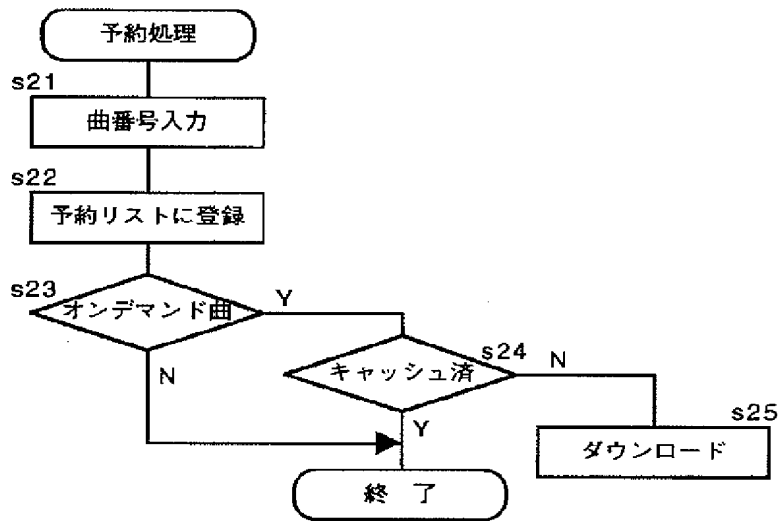 予約処理
s21
曲番号入力
s22
予約リストに登録
s23
オンデマンド曲
Y
N
s24
キャッシュ済
N
Y
s25
ダウンロード
終 了